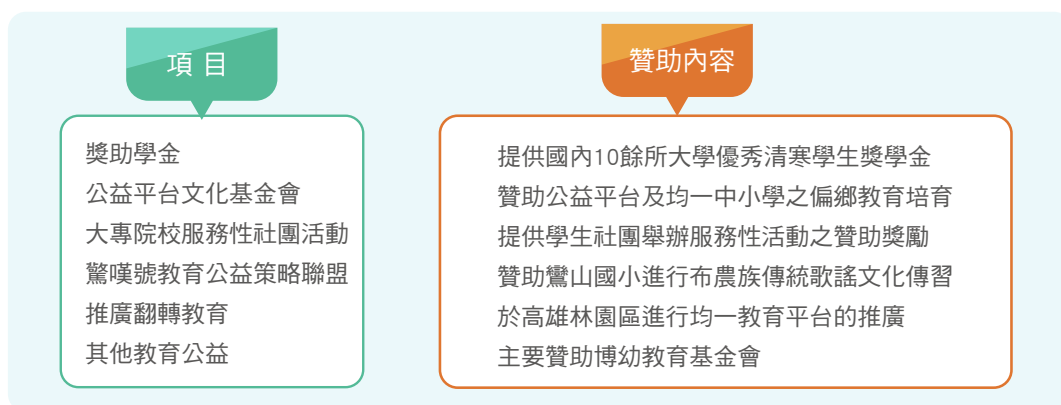 項 目
獎助學金
公益平台文化基金會
大專院校服務性社團活動
驚嘆號教育公益策略聯盟
推廣翻轉教育
其他教育公益
贊助內容
提供國內10餘所大學優秀清寒學生獎學金
贊助公益平台及均一中小學之偏鄉教育培育
提供學生社團舉辦服務性活動之贊助獎勵
贊助鸞山國小進行布農族傳統歌謠文化傳習
於高雄林園區進行均一教育平台的推廣
主要贊助博幼教育基金會